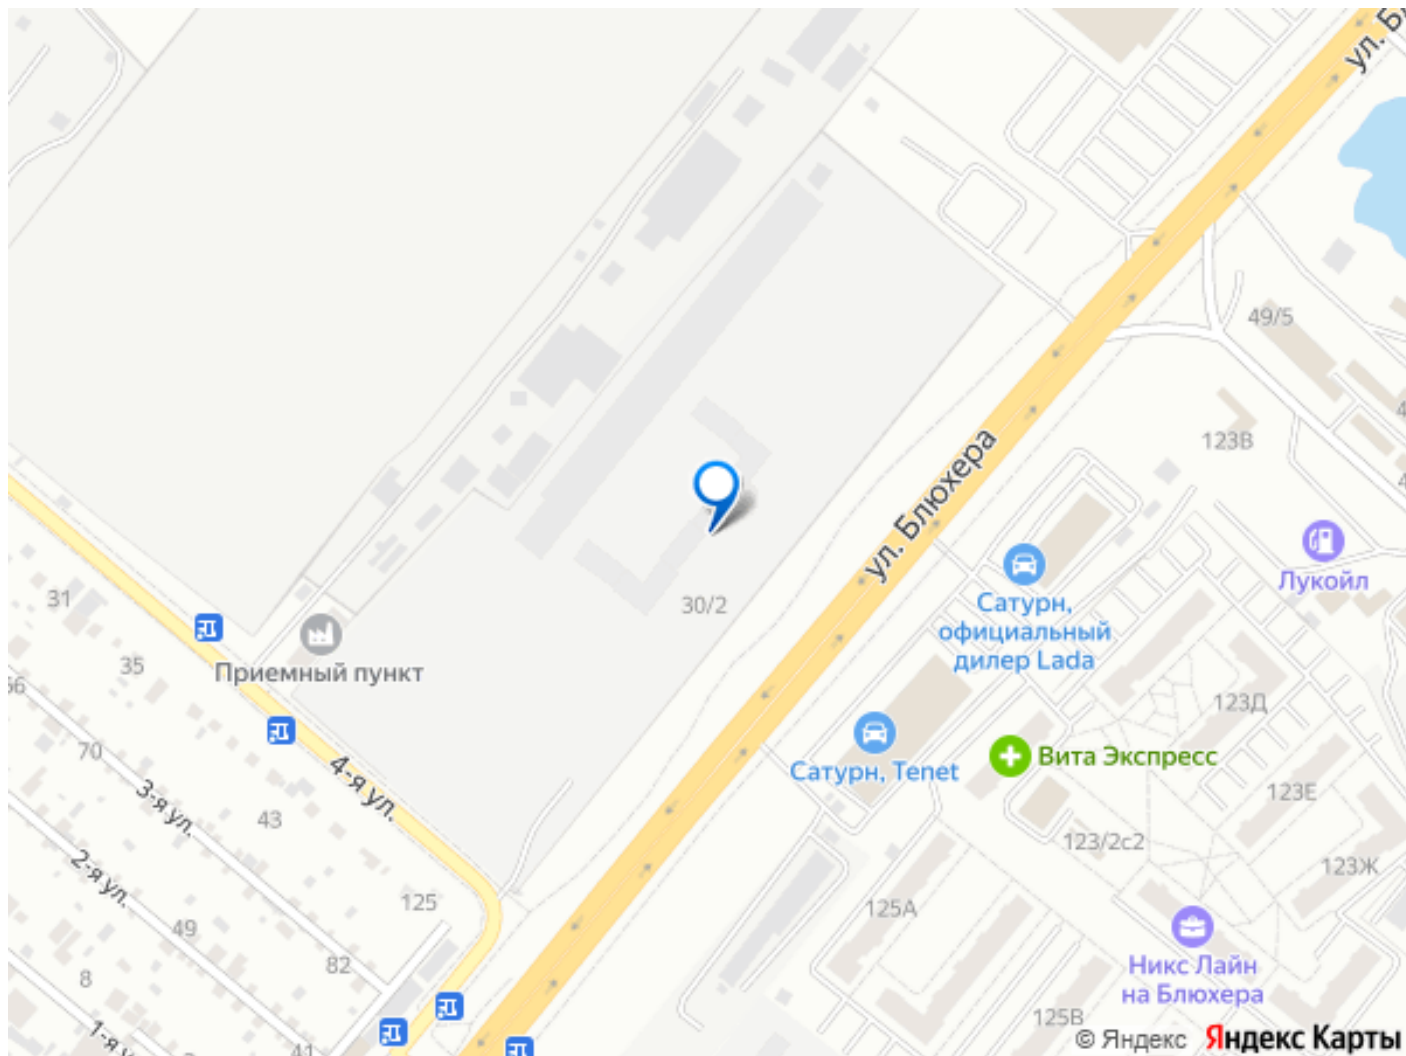 ул. Б
49/5
123В
ул. Блюхера
Лукойл
Сатурн,
официальный
дилер Lada
31
30/2
35
Приемный пункт
66
123Д
70
4-я ул.
Сатурн, Tenet
Вита Экспресс
3-я ул.
43
123Е
123/2с2
2-я ул.
123Ж
125
125А
49
82
Никс Лайн
на Блюхера
8
125В
1-я
41
© Яндекс Яндекс Карты